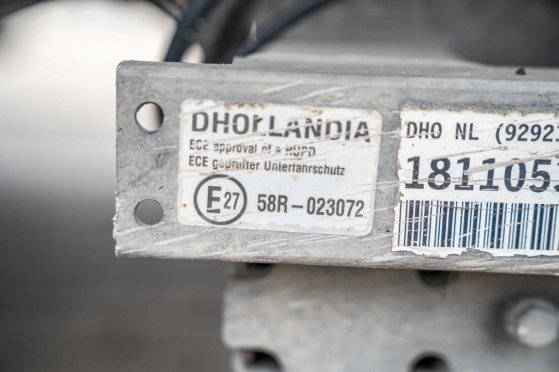 DHOLLANDIA
ECE approval of a RUPD
ECE geprüfter Unterfahrschutz
E27 58R-023072
DHO NL (9292
181105